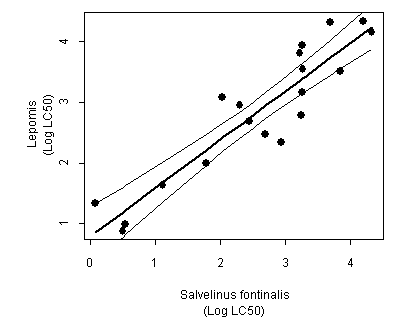 Lepomis
(Log LC50)
4
3
2
1
0 1 2 3 4
Salvelinus fontinalis
(Log LC50)